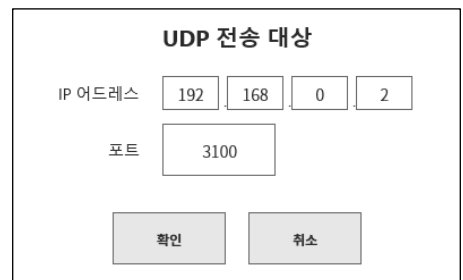 UDP 전송 대상
IP 어드레스 192 . 168 . 0 . 2
포트 3100
확인 취소